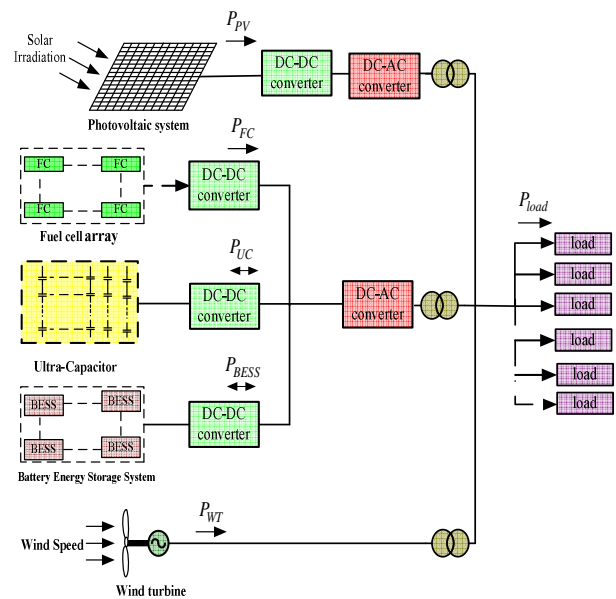 Solar
Irradiation
P_PV
DC-DC
converter
DC-AC
converter
Photovoltaic system
P_FC
FC
FC
FC
FC
DC-DC
converter
Fuel cell array
P_load
load
load
load
load
load
load
P_UC
DC-DC
converter
DC-AC
converter
Ultra-Capacitor
P_BESS
BESS
BESS
BESS
BESS
DC-DC
converter
Battery Energy Storage System
P_WT
Wind Speed
Wind turbine